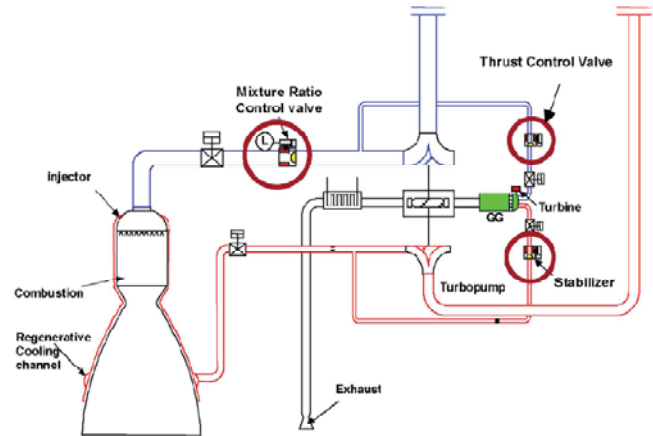 Thrust Control Valve
Mixture Ratio
Control valve
L
injector
Turbine
GG
Combustion
Turbopump
Stabilizer
Regenerative
Cooling
channel
Exhaust